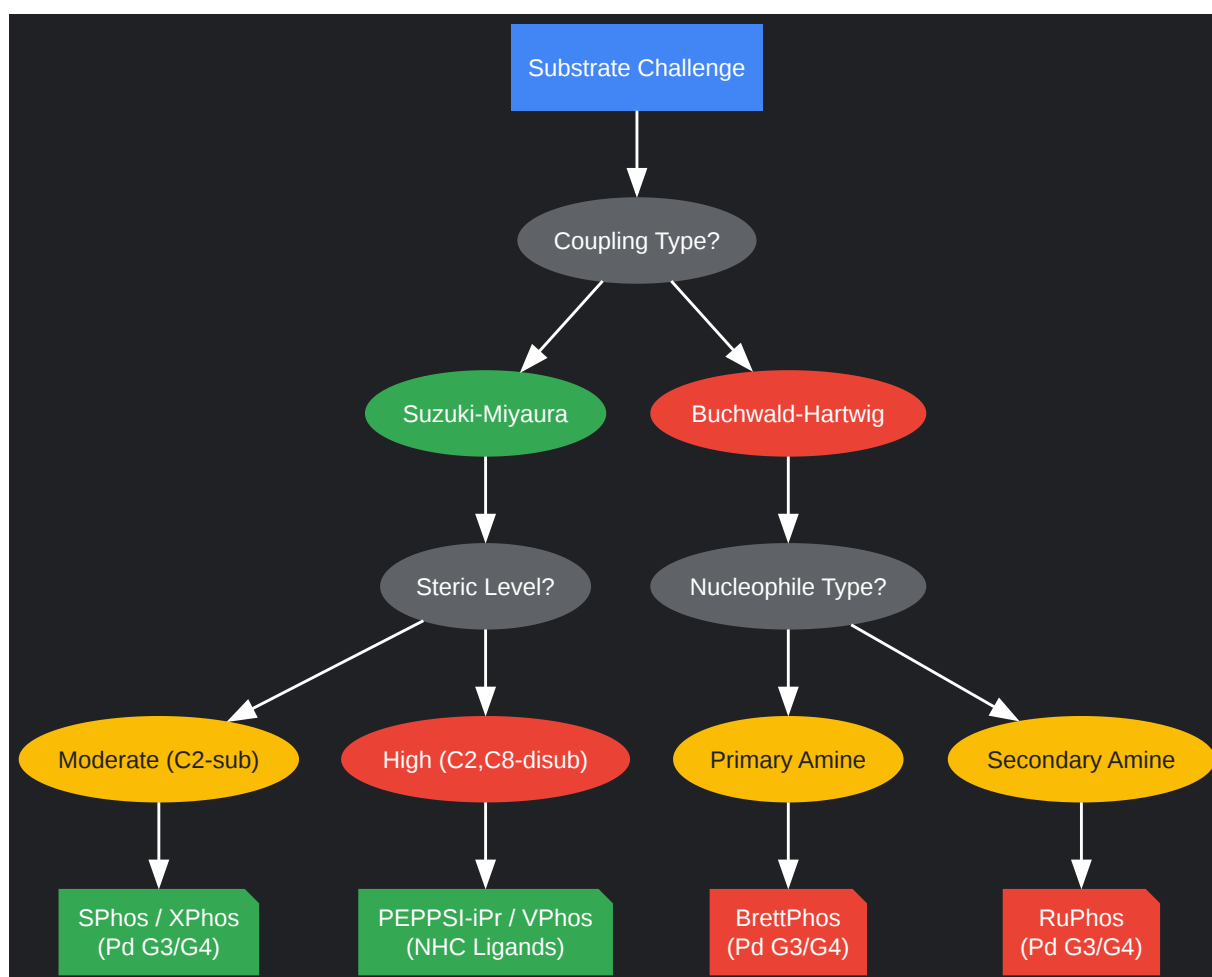 Substrate Challenge
Coupling Type?
Suzuki-Miyaura
Buchwald-Hartwig
Steric Level?
Nucleophile Type?
Moderate (C2-sub)
High (C2,C8-disub)
Primary Amine
Secondary Amine
SPhos / XPhos
(Pd G3/G4)
PEPPSI-iPr / VPhos
(NHC Ligands)
BrettPhos
(Pd G3/G4)
RuPhos
(Pd G3/G4)